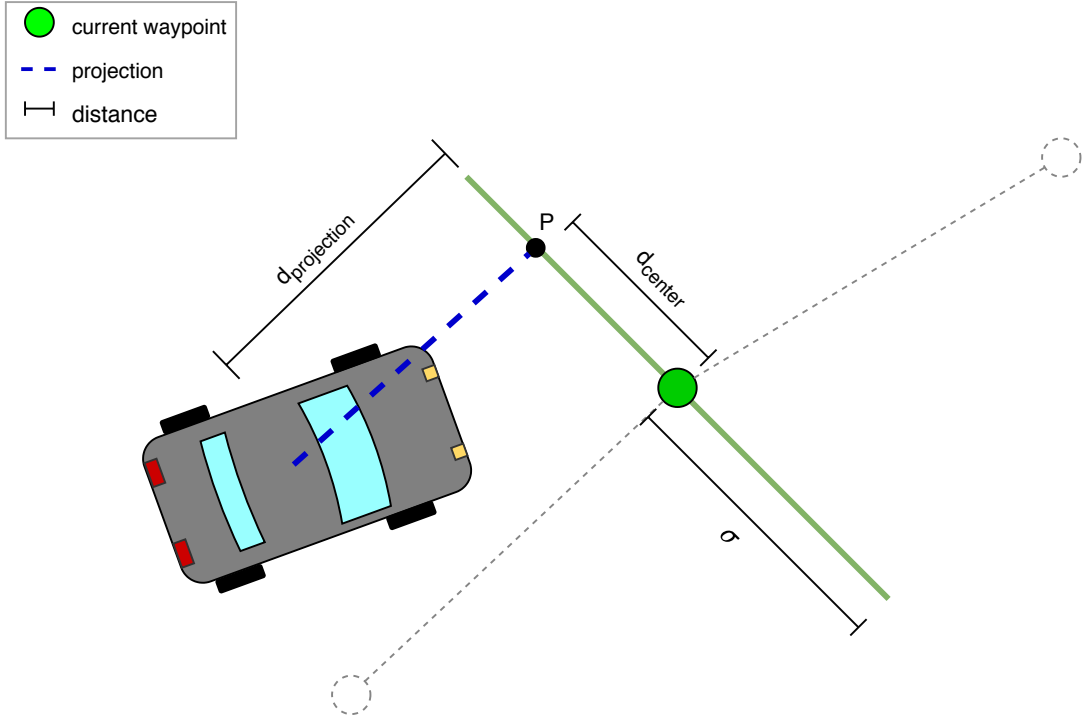 current waypoint
projection
distance
P
dprojection
dcenter
σ